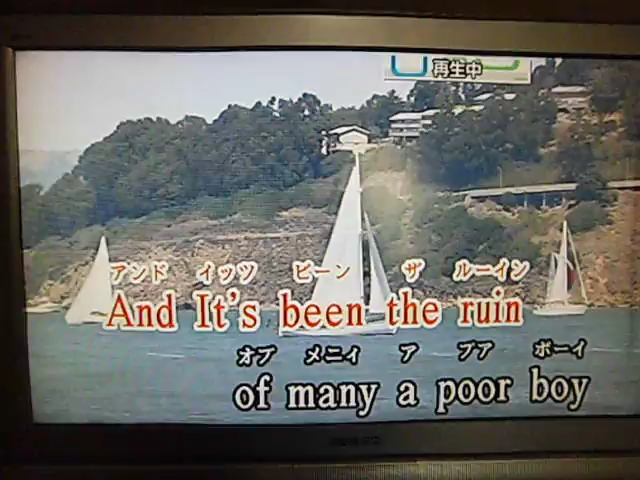 再生中
アンド イッツ ビーン ザ ルーイン
And It's been the ruin
オブ メニイ ア プア ボーイ
of many a poor boy